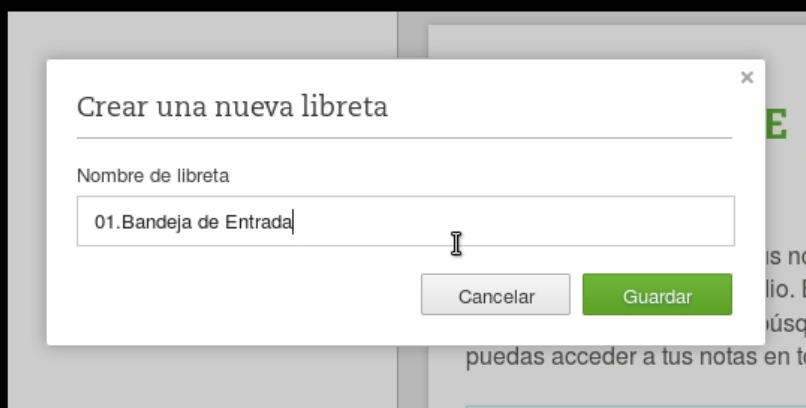 Crear una nueva libreta
Nombre de libreta
01.Bandeja de Entrada
Cancelar Guardar
puedas acceder a tus notas en